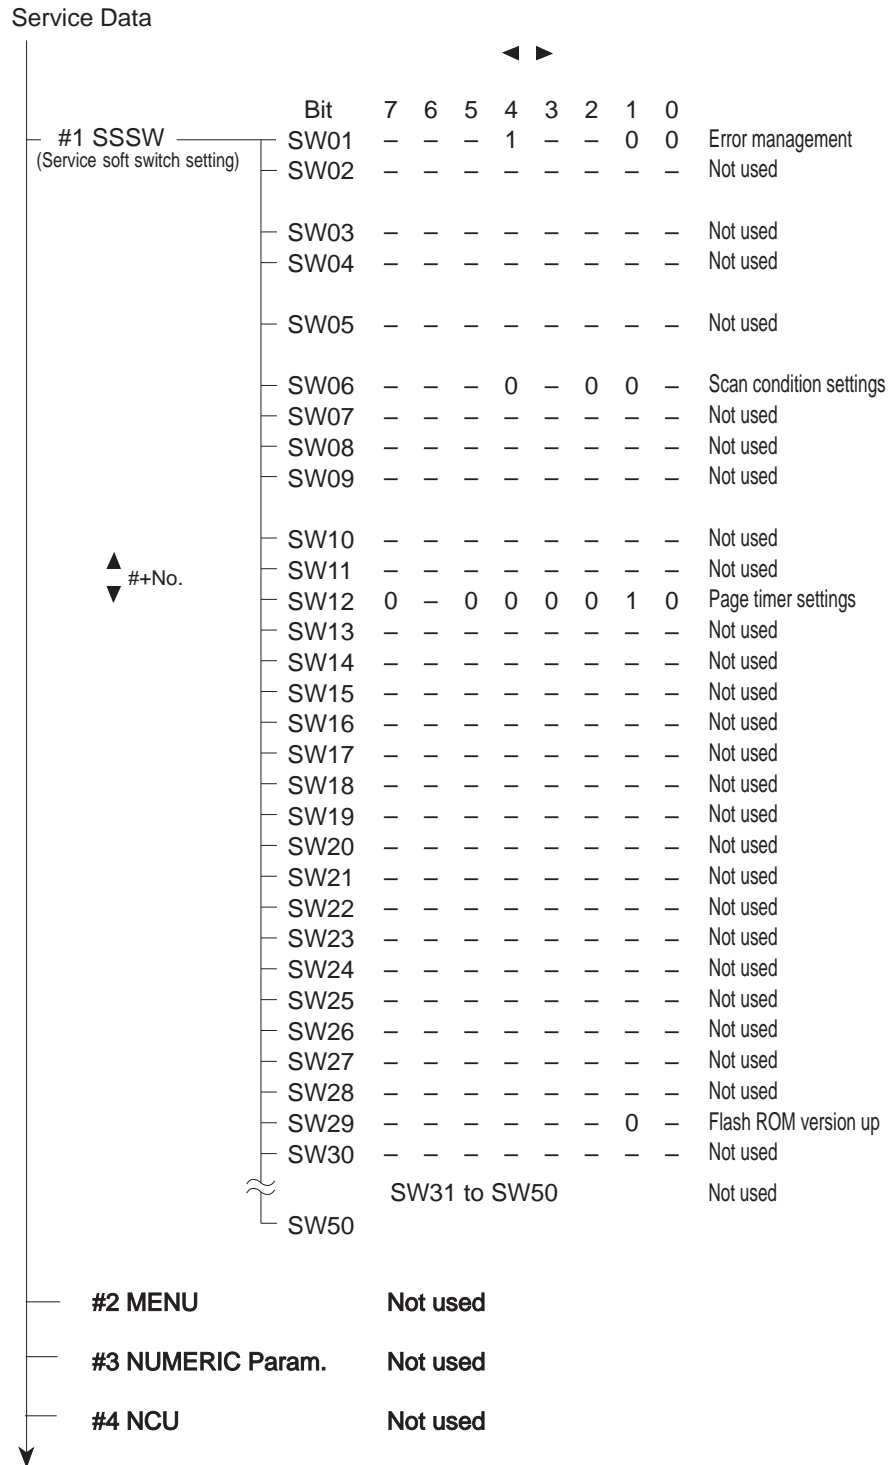 Service Data
Bit 7 6 5 4 3 2 1 0
#1 SSSW SW01 – – – 1 – – 0 0 Error management
(Service soft switch setting)
SW02 – – – – – – – – Not used
SW03 – – – – – – – – Not used
SW04 – – – – – – – – Not used
SW05 – – – – – – – – Not used
SW06 – – – 0 – 0 0 – Scan condition settings
SW07 – – – – – – – – Not used
SW08 – – – – – – – – Not used
SW09 – – – – – – – – Not used
SW10 – – – – – – – – Not used
SW11 – – – – – – – – Not used
#+No.
SW12 0 – 0 0 0 0 1 0 Page timer settings
SW13 – – – – – – – – Not used
SW14 – – – – – – – – Not used
SW15 – – – – – – – – Not used
SW16 – – – – – – – – Not used
SW17 – – – – – – – – Not used
SW18 – – – – – – – – Not used
SW19 – – – – – – – – Not used
SW20 – – – – – – – – Not used
SW21 – – – – – – – – Not used
SW22 – – – – – – – – Not used
SW23 – – – – – – – – Not used
SW24 – – – – – – – – Not used
SW25 – – – – – – – – Not used
SW26 – – – – – – – – Not used
SW27 – – – – – – – – Not used
SW28 – – – – – – – – Not used
SW29 – – – – – – 0 – Flash ROM version up
SW30 – – – – – – – – Not used
SW31 to SW50 Not used
SW50
#2 MENU Not used
#3 NUMERIC Param. Not used
#4 NCU Not used